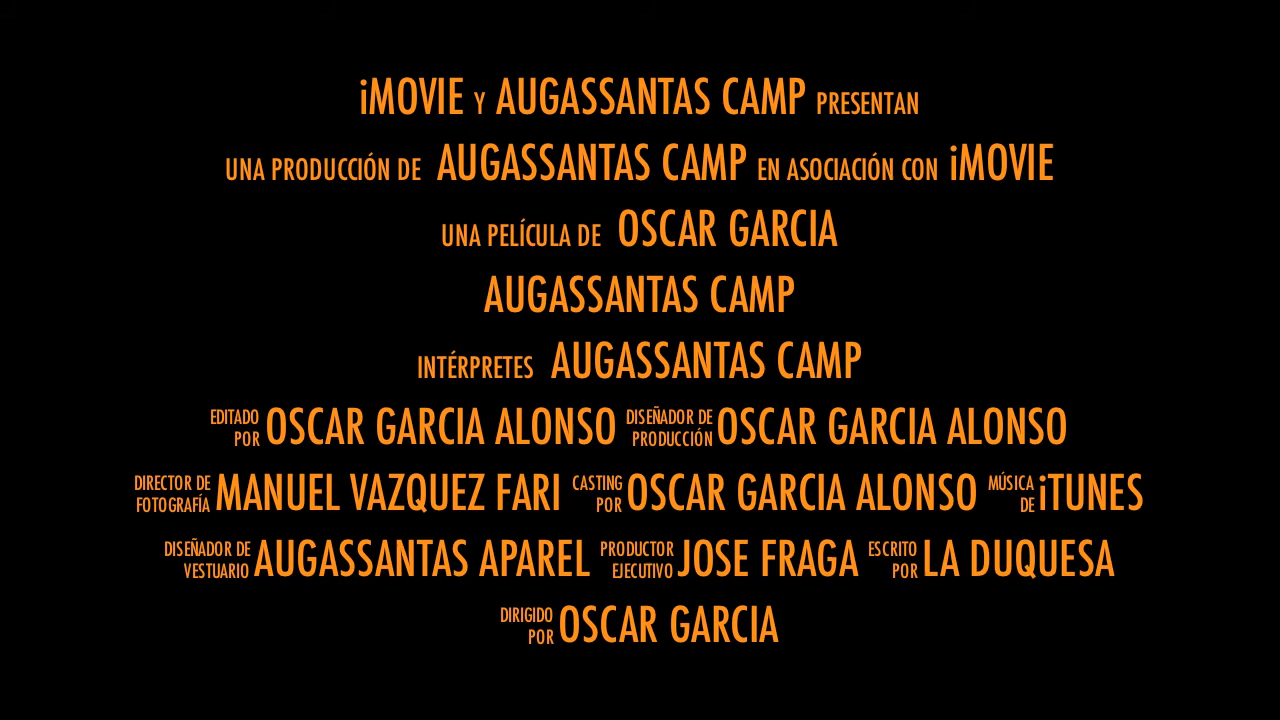 iMOVIE Y AUGASSANTAS CAMP PRESENTAN
UNA PRODUCCIÓN DE AUGASSANTAS CAMP EN ASOCIACIÓN CON iMOVIE
UNA PELÍCULA DE OSCAR GARCIA
AUGASSANTAS CAMP
INTÉRPRETES AUGASSANTAS CAMP
EDITADO POR OSCAR GARCIA ALONSO DISEÑADOR DE PRODUCCIÓN OSCAR GARCIA ALONSO
DIRECTOR DE FOTOGRAFÍA MANUEL VAZQUEZ FARI CASTING POR OSCAR GARCIA ALONSO MÚSICA DE iTUNES
DISEÑADOR DE VESTUARIO AUGASSANTAS APAREL PRODUCTOR EJECUTIVO JOSE FRAGA ESCRITO POR LA DUQUESA
DIRIGIDO POR OSCAR GARCIA